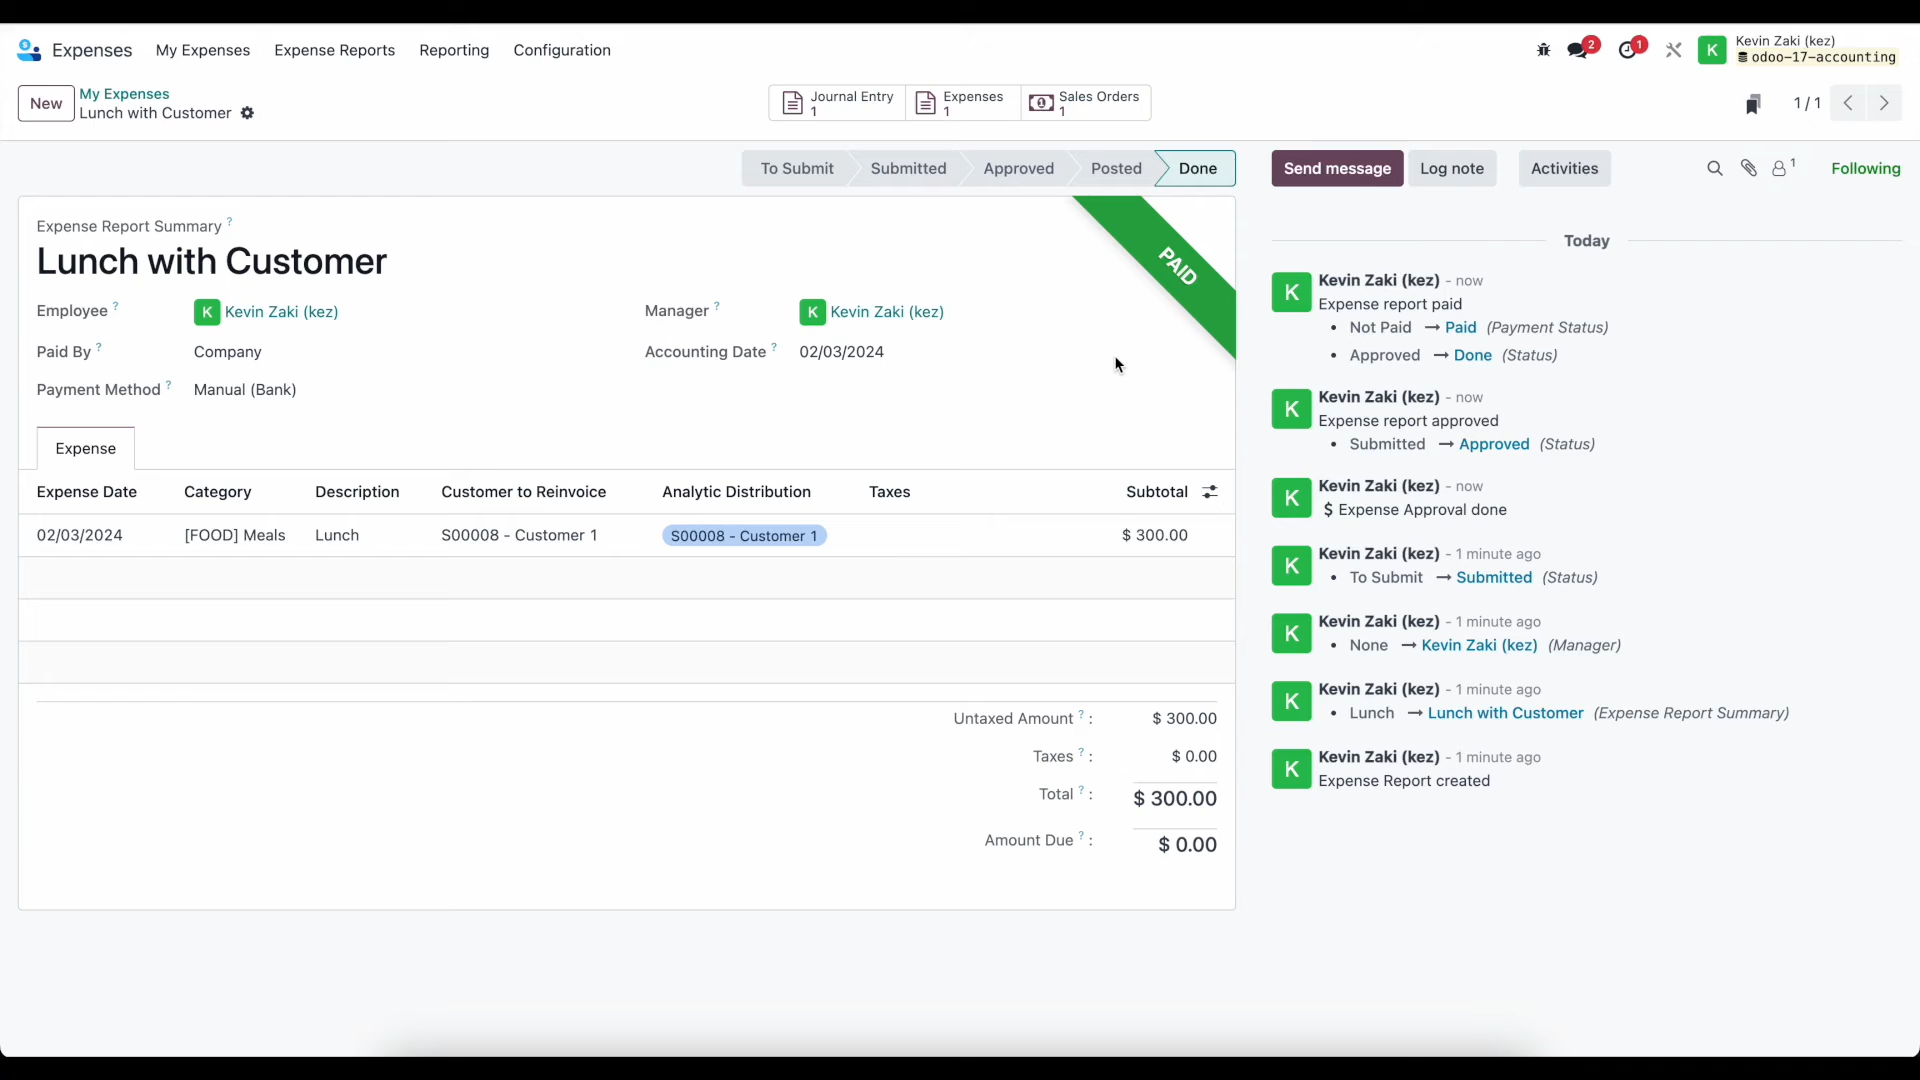 Expenses My Expenses Expense Reports Reporting Configuration
2 1 K Kevin Zaki (kez)
odoo-17-accounting
New My Expenses
Lunch with Customer
Journal Entry
1
Expenses
1
Sales Orders
1
1 / 1
To Submit Submitted Approved Posted Done
Send message Log note Activities 1 Following
Expense Report Summary ?
Lunch with Customer
PAID
Employee ? K Kevin Zaki (kez)
Manager ? K Kevin Zaki (kez)
Paid By ? Company
Accounting Date ? 02/03/2024
Payment Method ? Manual (Bank)
Expense
Expense Date Category Description Customer to Reinvoice Analytic Distribution Taxes Subtotal
02/03/2024 [FOOD] Meals Lunch S00008 - Customer 1 S00008 - Customer 1 $ 300.00
Untaxed Amount ? : $ 300.00
Taxes ? : $ 0.00
Total ? : $ 300.00
Amount Due ? : $ 0.00
Today
K Kevin Zaki (kez) - now
Expense report paid
• Not Paid → Paid (Payment Status)
• Approved → Done (Status)
K Kevin Zaki (kez) - now
Expense report approved
• Submitted → Approved (Status)
K Kevin Zaki (kez) - now
$ Expense Approval done
K Kevin Zaki (kez) - 1 minute ago
• To Submit → Submitted (Status)
K Kevin Zaki (kez) - 1 minute ago
• None → Kevin Zaki (kez) (Manager)
K Kevin Zaki (kez) - 1 minute ago
• Lunch → Lunch with Customer (Expense Report Summary)
K Kevin Zaki (kez) - 1 minute ago
Expense Report created